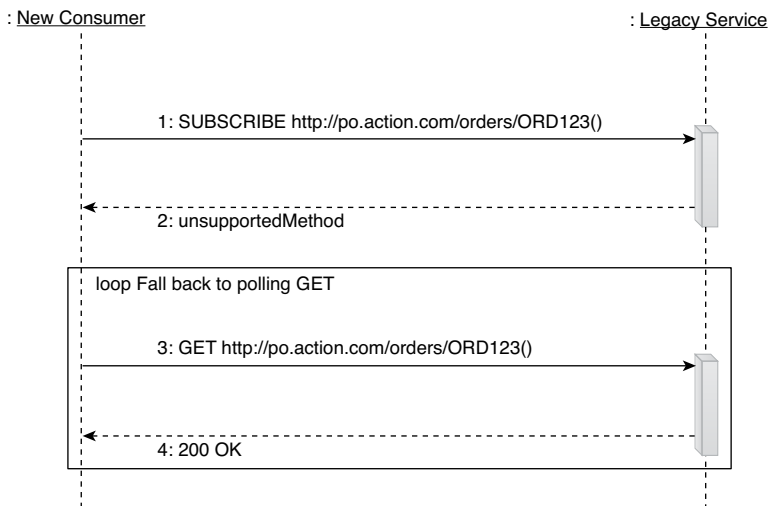 : New Consumer
: Legacy Service
1: SUBSCRIBE http://po.action.com/orders/ORD123()
2: unsupportedMethod
loop Fall back to polling GET
3: GET http://po.action.com/orders/ORD123()
4: 200 OK